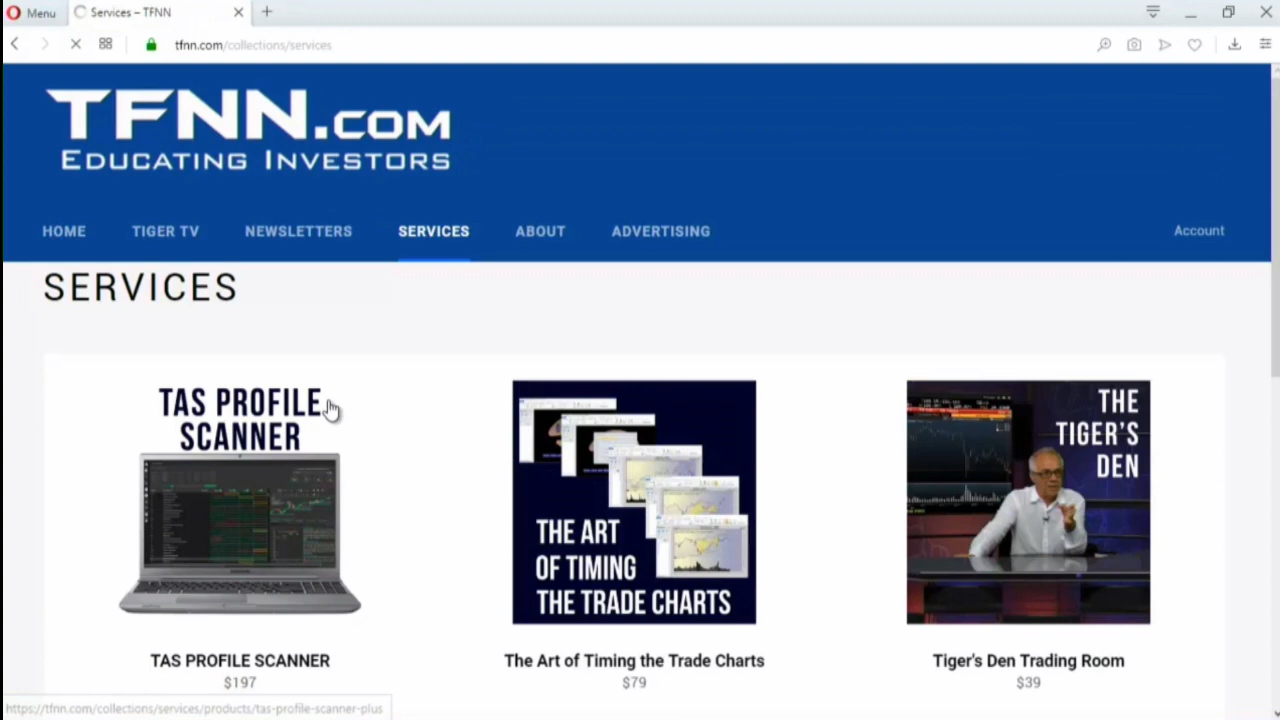 Menu
Services – TFNN
tfnn.com/collections/services
TFNN.COM
EDUCATING INVESTORS
HOME
TIGER TV
NEWSLETTERS
SERVICES
ABOUT
ADVERTISING
Account
SERVICES
TAS PROFILE
SCANNER
THE ART
OF TIMING
THE TRADE CHARTS
THE
TIGER'S
DEN
TAS PROFILE SCANNER
$197
The Art of Timing the Trade Charts
$79
Tiger's Den Trading Room
$39
https://tfnn.com/collections/services/products/tas-profile-scanner-plus